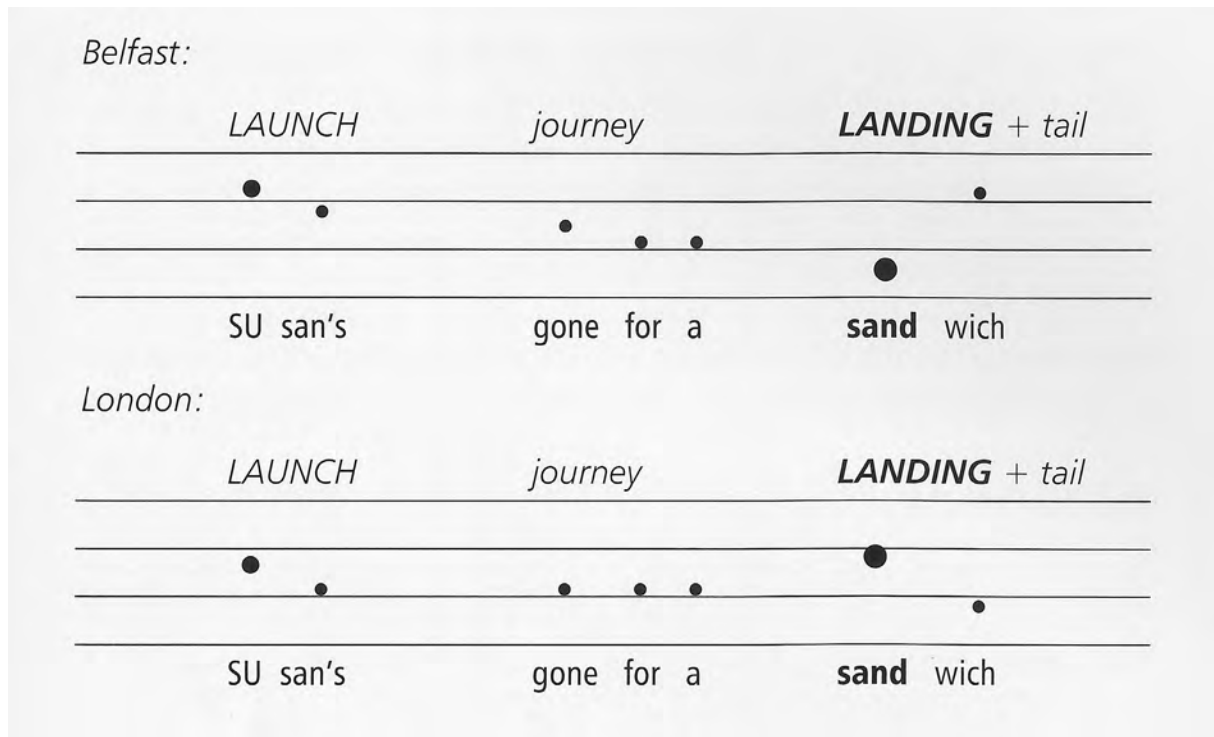 Belfast:
LAUNCH journey LANDING + tail
SU san's gone for a sand wich
London:
LAUNCH journey LANDING + tail
SU san's gone for a sand wich